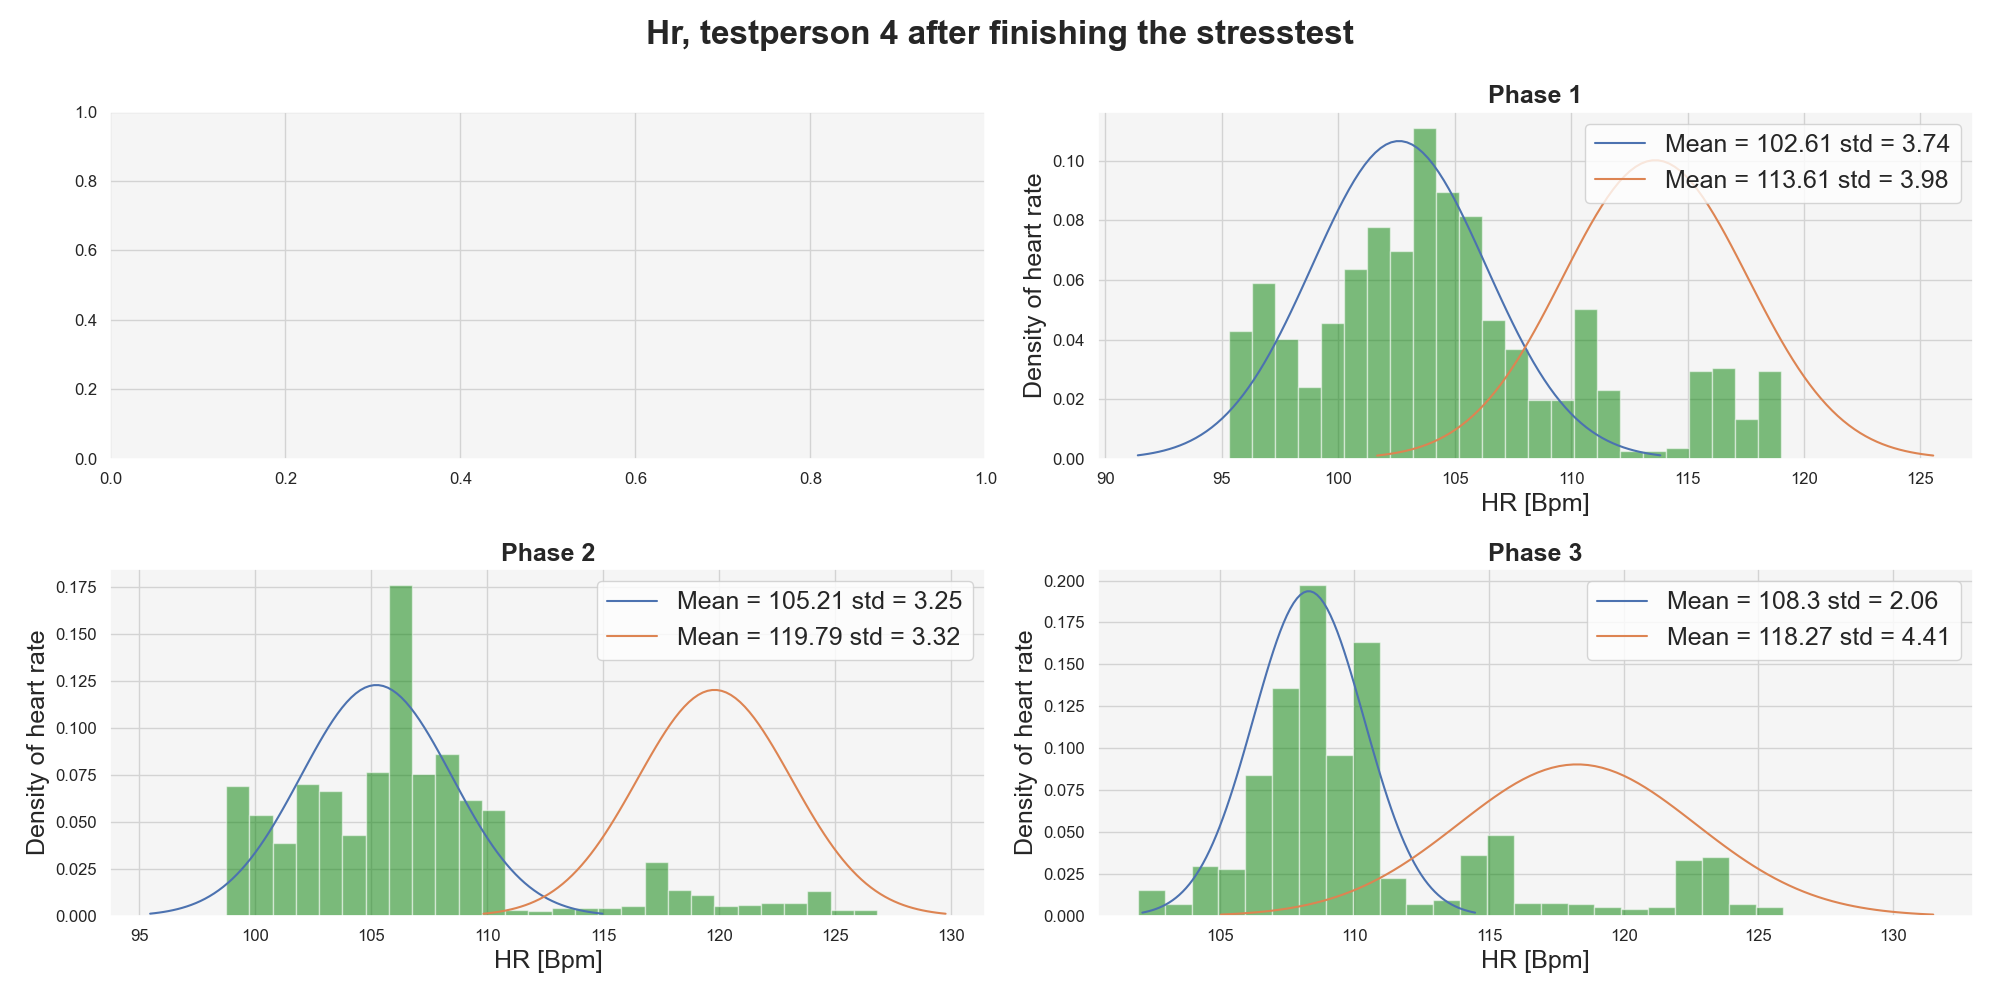 Hr, testperson 4 after finishing the stresstest
1.0
0.8
0.6
0.4
0.2
0.0
0.0 0.2 0.4 0.6 0.8 1.0
Phase 1
Mean = 102.61 std = 3.74
Mean = 113.61 std = 3.98
Density of heart rate
0.10
0.08
0.06
0.04
0.02
0.00
90 95 100 105 110 115 120 125
HR [Bpm]
Phase 2
Mean = 105.21 std = 3.25
Mean = 119.79 std = 3.32
Density of heart rate
0.175
0.150
0.125
0.100
0.075
0.050
0.025
0.000
95 100 105 110 115 120 125 130
HR [Bpm]
Phase 3
Mean = 108.3 std = 2.06
Mean = 118.27 std = 4.41
Density of heart rate
0.200
0.175
0.150
0.125
0.100
0.075
0.050
0.025
0.000
105 110 115 120 125 130
HR [Bpm]